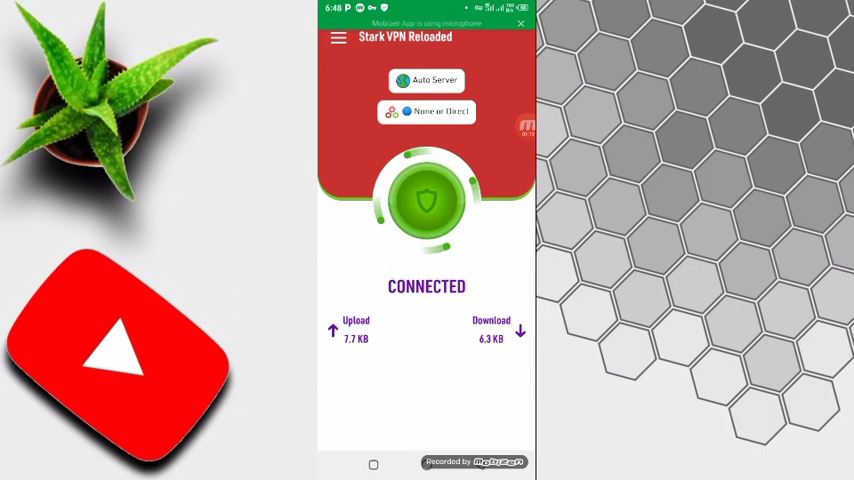 6:48
Mobizen App is using microphone
Stark VPN Reloaded
Auto Server
None or Direct
CONNECTED
Upload
Download
7.7 KB
6.3 KB
Recorded by mobizen